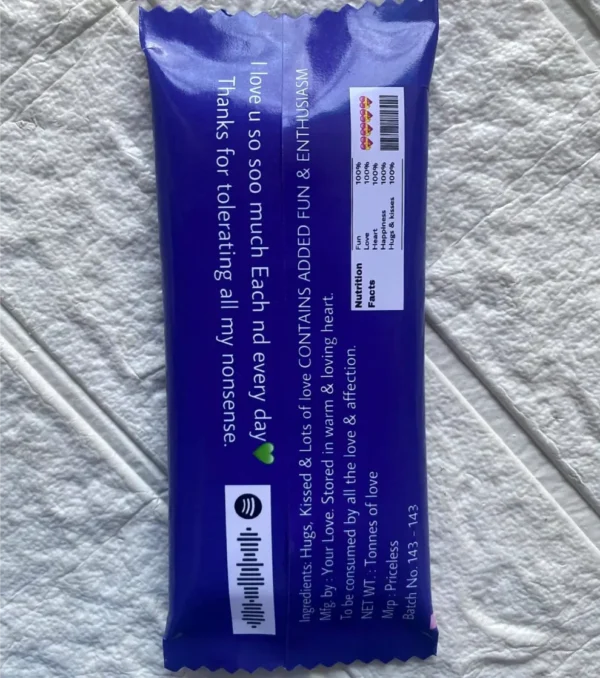 I love u so soo much Each nd every day💚
Thanks for tolerating all my nonsense.
Ingredients: Hugs, Kissed & Lots of love CONTAINS ADDED FUN & ENTHUSIASM
Mfg. by : Your Love. Stored in warm & loving heart.
To be consumed by all the love & affection.
NET WT. : Tonnes of love
Mrp : Priceless
Batch No. 143 - 143
Nutrition
Facts
Fun 100%
Love 100%
Heart 100%
Happiness 100%
Hugs & kisses 100%